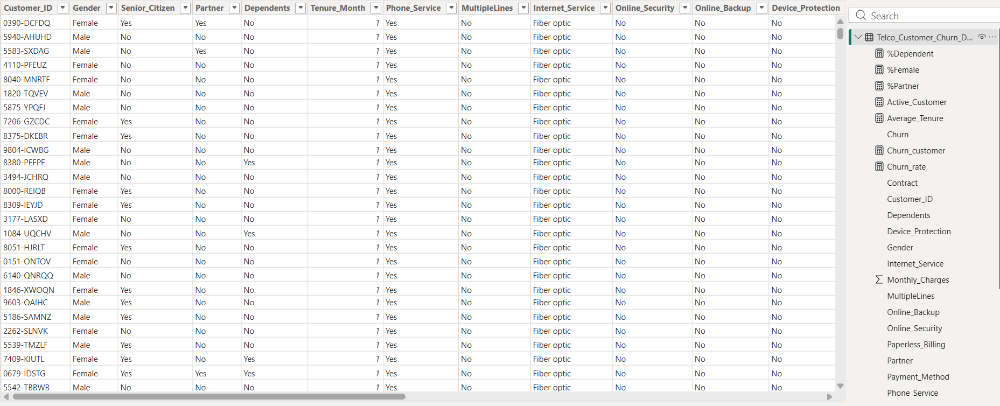 Customer_ID Gender Senior_Citizen Partner Dependents Tenure_Month Phone_Service MultipleLines Internet_Service Online_Security Online_Backup Device_Protection
0390-DCFDQ Female Yes Yes No 1 Yes No Fiber optic No No No
5940-AHUHD Male No No No 1 Yes No Fiber optic No No No
5583-SXDAG Male No Yes No 1 Yes No Fiber optic No No No
4110-PFEUZ Female No No No 1 Yes No Fiber optic No No No
8040-MNRTF Female No No No 1 Yes No Fiber optic No No No
1820-TQVEV Male No No No 1 Yes No Fiber optic No No No
5875-YPQFJ Male No No No 1 Yes No Fiber optic No No No
7206-GZCDC Female Yes No No 1 Yes No Fiber optic No No No
8375-DKEBR Female Yes No No 1 Yes No Fiber optic No No No
9804-ICWBG Male No No No 1 Yes No Fiber optic No No No
8380-PEFPE Male No No Yes 1 Yes No Fiber optic No No No
3494-JCHRQ Male No No No 1 Yes No Fiber optic No No No
8000-REIQB Female Yes No No 1 Yes No Fiber optic No No No
8309-IEYJD Female Yes No No 1 Yes No Fiber optic No No No
3177-LASXD Female No No No 1 Yes No Fiber optic No No No
1084-UQCHV Male No No Yes 1 Yes No Fiber optic No No No
8051-HJRLT Female Yes No No 1 Yes No Fiber optic No No No
0151-ONTOV Female No No No 1 Yes No Fiber optic No No No
6140-QNRQQ Male No No No 1 Yes No Fiber optic No No No
1846-XWOQN Female Yes No No 1 Yes No Fiber optic No No No
9603-OAIHC Male Yes No No 1 Yes No Fiber optic No No No
5186-SAMNZ Male Yes No No 1 Yes No Fiber optic No No No
2262-SLNVK Female No No No 1 Yes No Fiber optic No No No
5539-TMZLF Male Yes No No 1 Yes No Fiber optic No No No
7409-KIUTL Female Yes No Yes 1 Yes No Fiber optic No No No
0679-IDSTG Female Yes Yes Yes 1 Yes No Fiber optic No No No
5542-TBBWB Male No No No 1 Yes No Fiber optic No No No
Search
Telco_Customer_Churn_D...
%Dependent
%Female
%Partner
Active_Customer
Average_Tenure
Churn
Churn_customer
Churn_rate
Contract
Customer_ID
Dependents
Device_Protection
Gender
Internet_Service
Monthly_Charges
MultipleLines
Online_Backup
Online_Security
Paperless_Billing
Partner
Payment_Method
Phone_Service